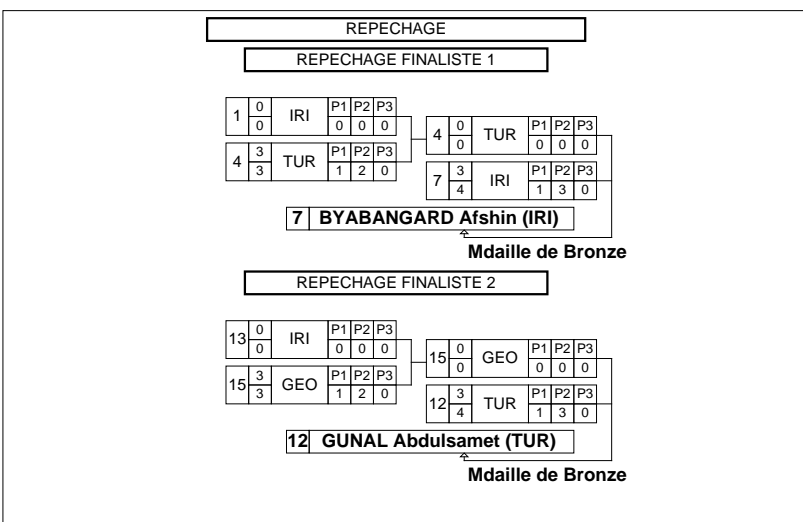 REPECHAGE
REPECHAGE FINALISTE 1
1 0 IRI P1 P2 P3
0 0 0 0
4 3 TUR P1 P2 P3
3 1 2 0
4 0 TUR P1 P2 P3
0 0 0 0
7 3 IRI P1 P2 P3
4 1 3 0
7 BYABANGARD Afshin (IRI)
Mdaille de Bronze
REPECHAGE FINALISTE 2
13 0 IRI P1 P2 P3
0 0 0 0
15 3 GEO P1 P2 P3
3 1 2 0
15 0 GEO P1 P2 P3
0 0 0 0
12 3 TUR P1 P2 P3
4 1 3 0
12 GUNAL Abdulsamet (TUR)
Mdaille de Bronze